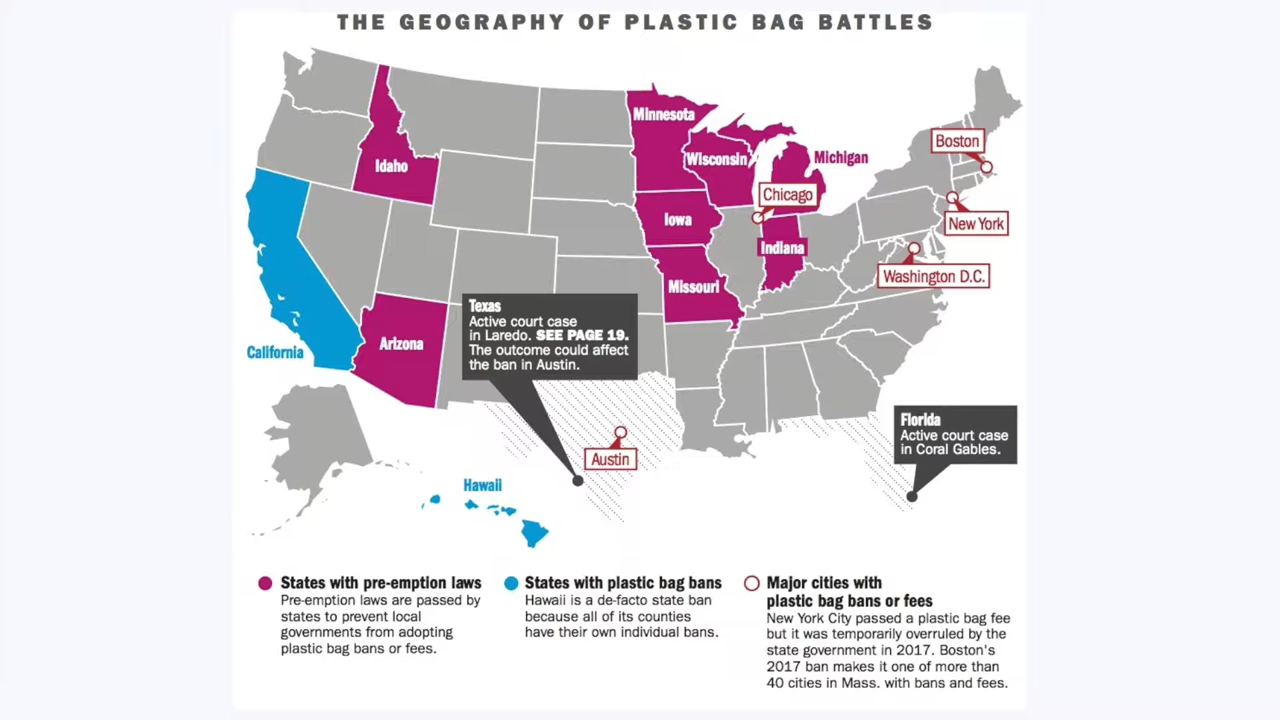 THE GEOGRAPHY OF PLASTIC BAG BATTLES
Minnesota
Boston
Wisconsin
Michigan
Idaho
Chicago
Iowa
New York
Indiana
Washington D.C.
Missouri
Texas
Active court case
in Laredo. SEE PAGE 19.
The outcome could affect
the ban in Austin.
Arizona
California
Florida
Active court case
in Coral Gables.
Austin
Hawaii
States with pre-emption laws
Pre-emption laws are passed by
states to prevent local
governments from adopting
plastic bag bans or fees.
States with plastic bag bans
Hawaii is a de-facto state ban
because all of its counties
have their own individual bans.
Major cities with
plastic bag bans or fees
New York City passed a plastic bag fee
but it was temporarily overruled by the
state government in 2017. Boston's
2017 ban makes it one of more than
40 cities in Mass. with bans and fees.